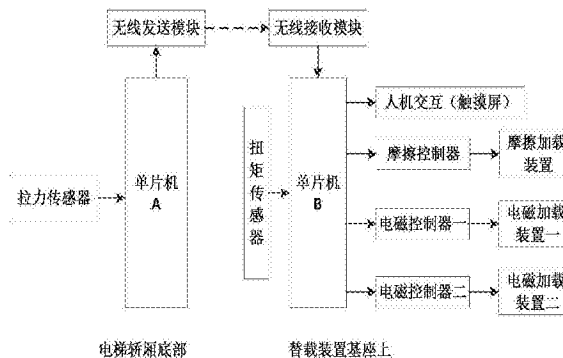 无线发送模块
无线接收模块
人机交互（触摸屏）
扭矩传感器
摩擦控制器
摩擦加载
装置
单片机
A
单片机
B
拉力传感器
电磁控制器一
电磁加载
装置一
电磁控制器二
电磁加载
装置二
电梯轿厢底部
替载装置基座上